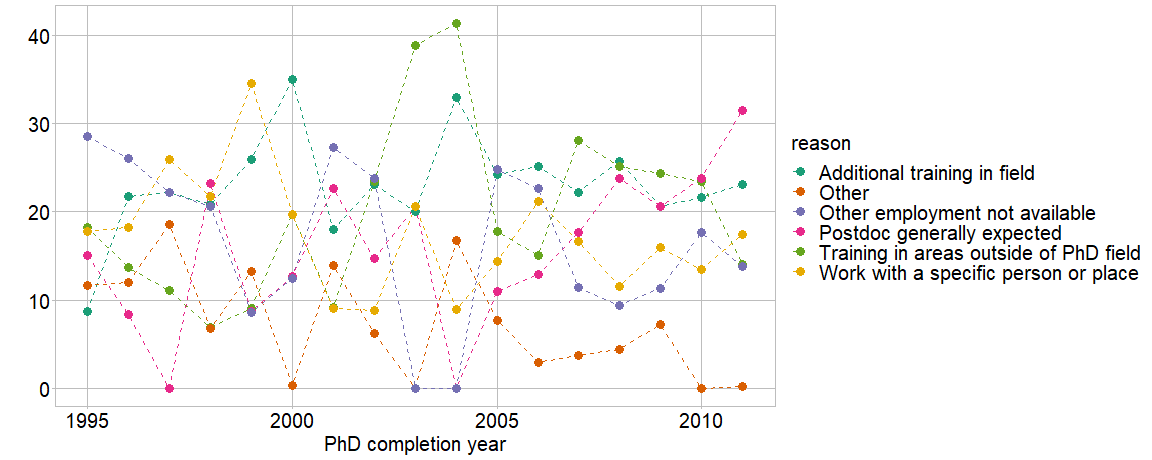 40
30
20
10
0
1995 2000 2005 2010
PhD completion year
reason
Additional training in field
Other
Other employment not available
Postdoc generally expected
Training in areas outside of PhD field
Work with a specific person or place